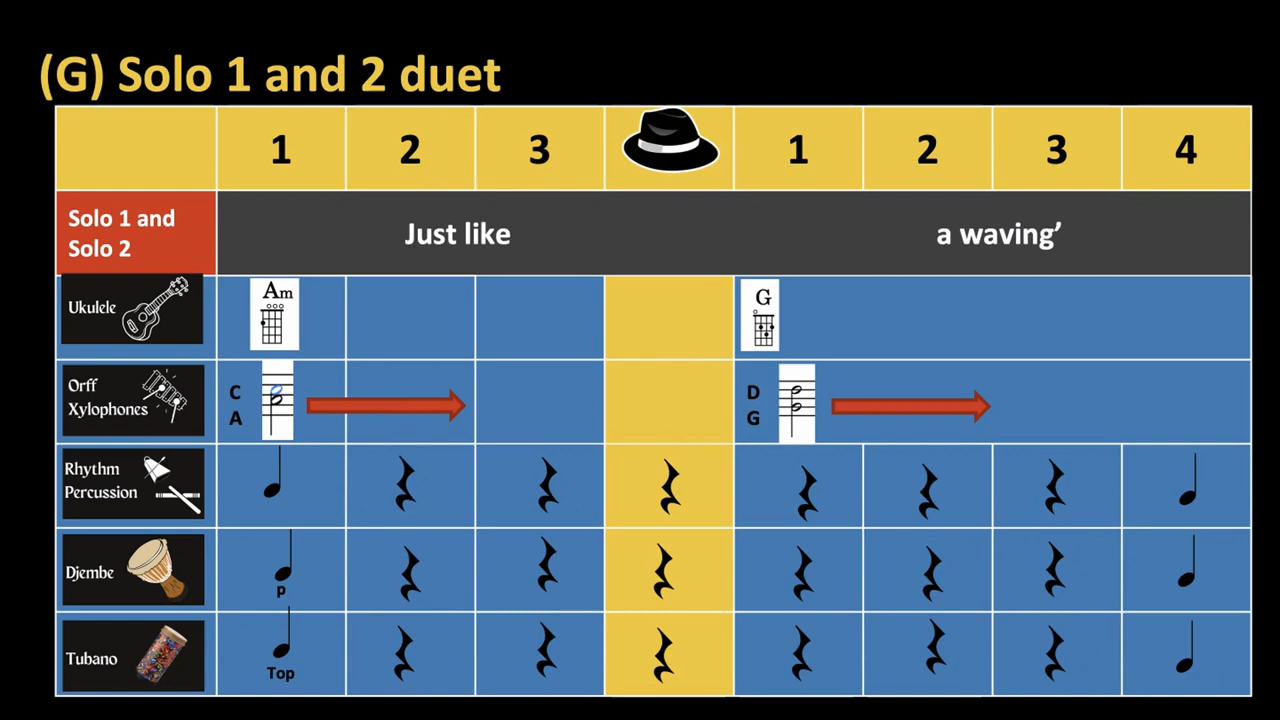 (G) Solo 1 and 2 duet
1 2 3 1 2 3 4
Solo 1 and
Solo 2
Just like
a waving’
Ukulele
Am
G
Orff
Xylophones
C
A
D
G
Rhythm
Percussion
Djembe
p
Tubano
Top